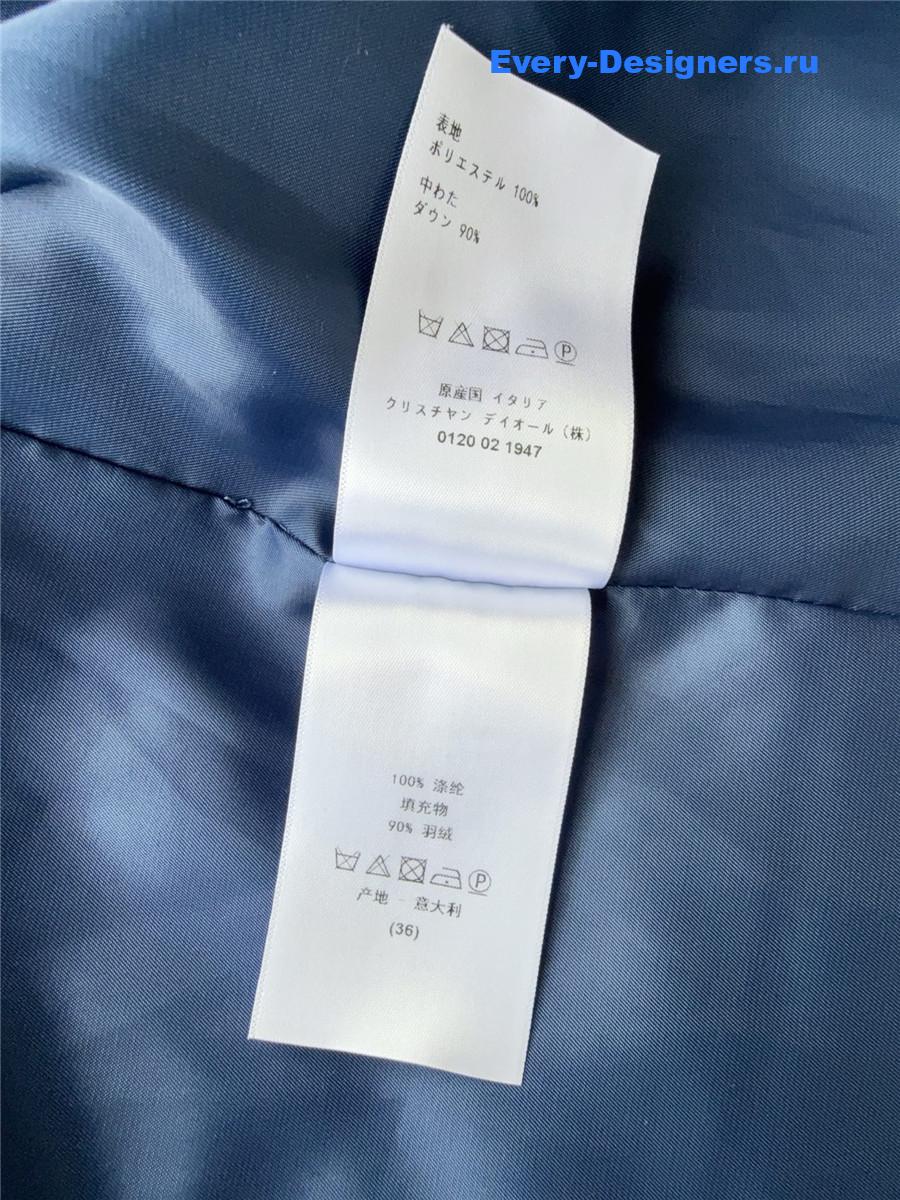 Every-Designers.ru
表地
ポリエステル 100%
中わた
ダウン 90%
P
原産国 イタリア
クリスチャン デイオール（株）
0120 02 1947
100% 涤纶
填充物
90% 羽绒
P
产地 - 意大利
(36)